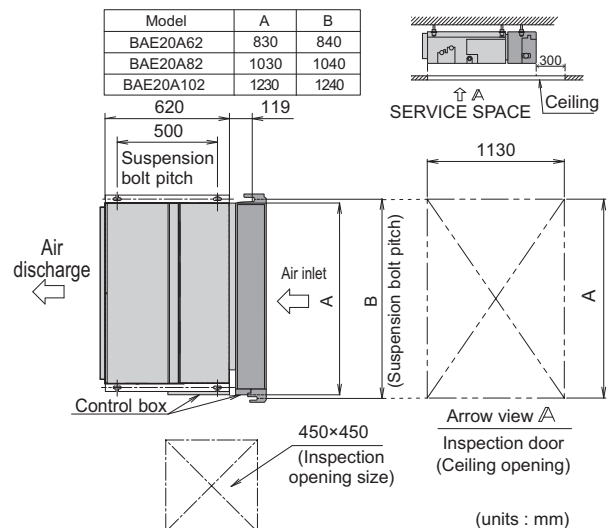 Model A B
BAE20A62 830 840
BAE20A82 1030 1040
BAE20A102 1230 1240
300
A
SERVICE SPACE
Ceiling
620
119
500
Suspension
bolt pitch
1130
Air
discharge
Air inlet
A
B
(Suspension bolt pitch)
A
Control box
450×450
(Inspection
opening size)
Arrow view A
Inspection door
(Ceiling opening)
(units : mm)